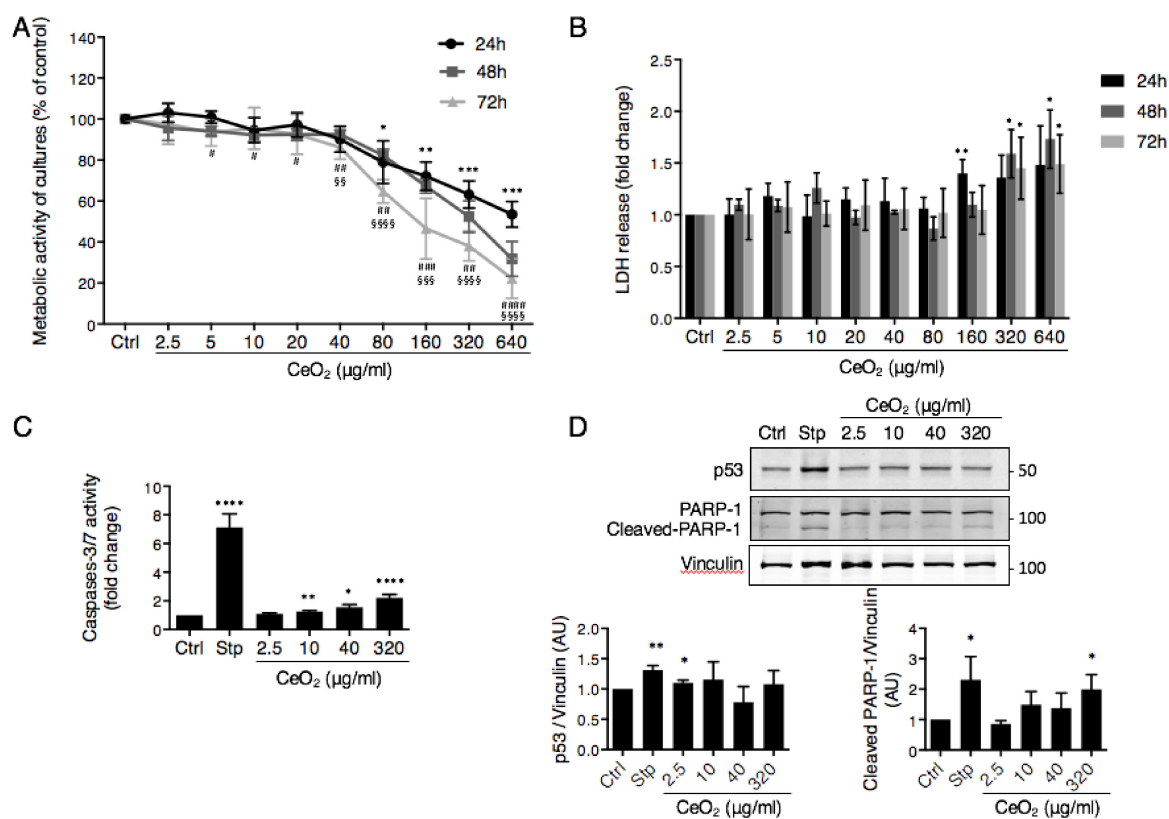 A
Metabolic activity of cultures (% of control)
140
120
100
80
60
40
20
0
24h
48h
72h
*
**
***
***
#
#
#
##
§§
##
§§§§
###
§§§
##
§§§§
####
§§§§
Ctrl 2.5 5 10 20 40 80 160 320 640
CeO2 (µg/ml)
B
LDH release (fold change)
2.5
2.0
1.5
1.0
0.5
0.0
24h
48h
72h
**
* *
* *
Ctrl 2.5 5 10 20 40 80 160 320 640
CeO2 (µg/ml)
C
Caspases-3/7 activity
(fold change)
10
8
6
4
2
0
****
**
*
****
Ctrl Stp 2.5 10 40 320
CeO2 (µg/ml)
D
CeO2 (µg/ml)
Ctrl Stp 2.5 10 40 320
p53
- 50
PARP-1
Cleaved-PARP-1
- 100
Vinculin
- 100
p53 / Vinculin (AU)
2.0
1.5
1.0
0.5
0.0
**
*
Ctrl Stp 2.5 10 40 320
CeO2 (µg/ml)
Cleaved PARP-1/Vinculin
(AU)
4
3
2
1
0
*
*
Ctrl Stp 2.5 10 40 320
CeO2 (µg/ml)